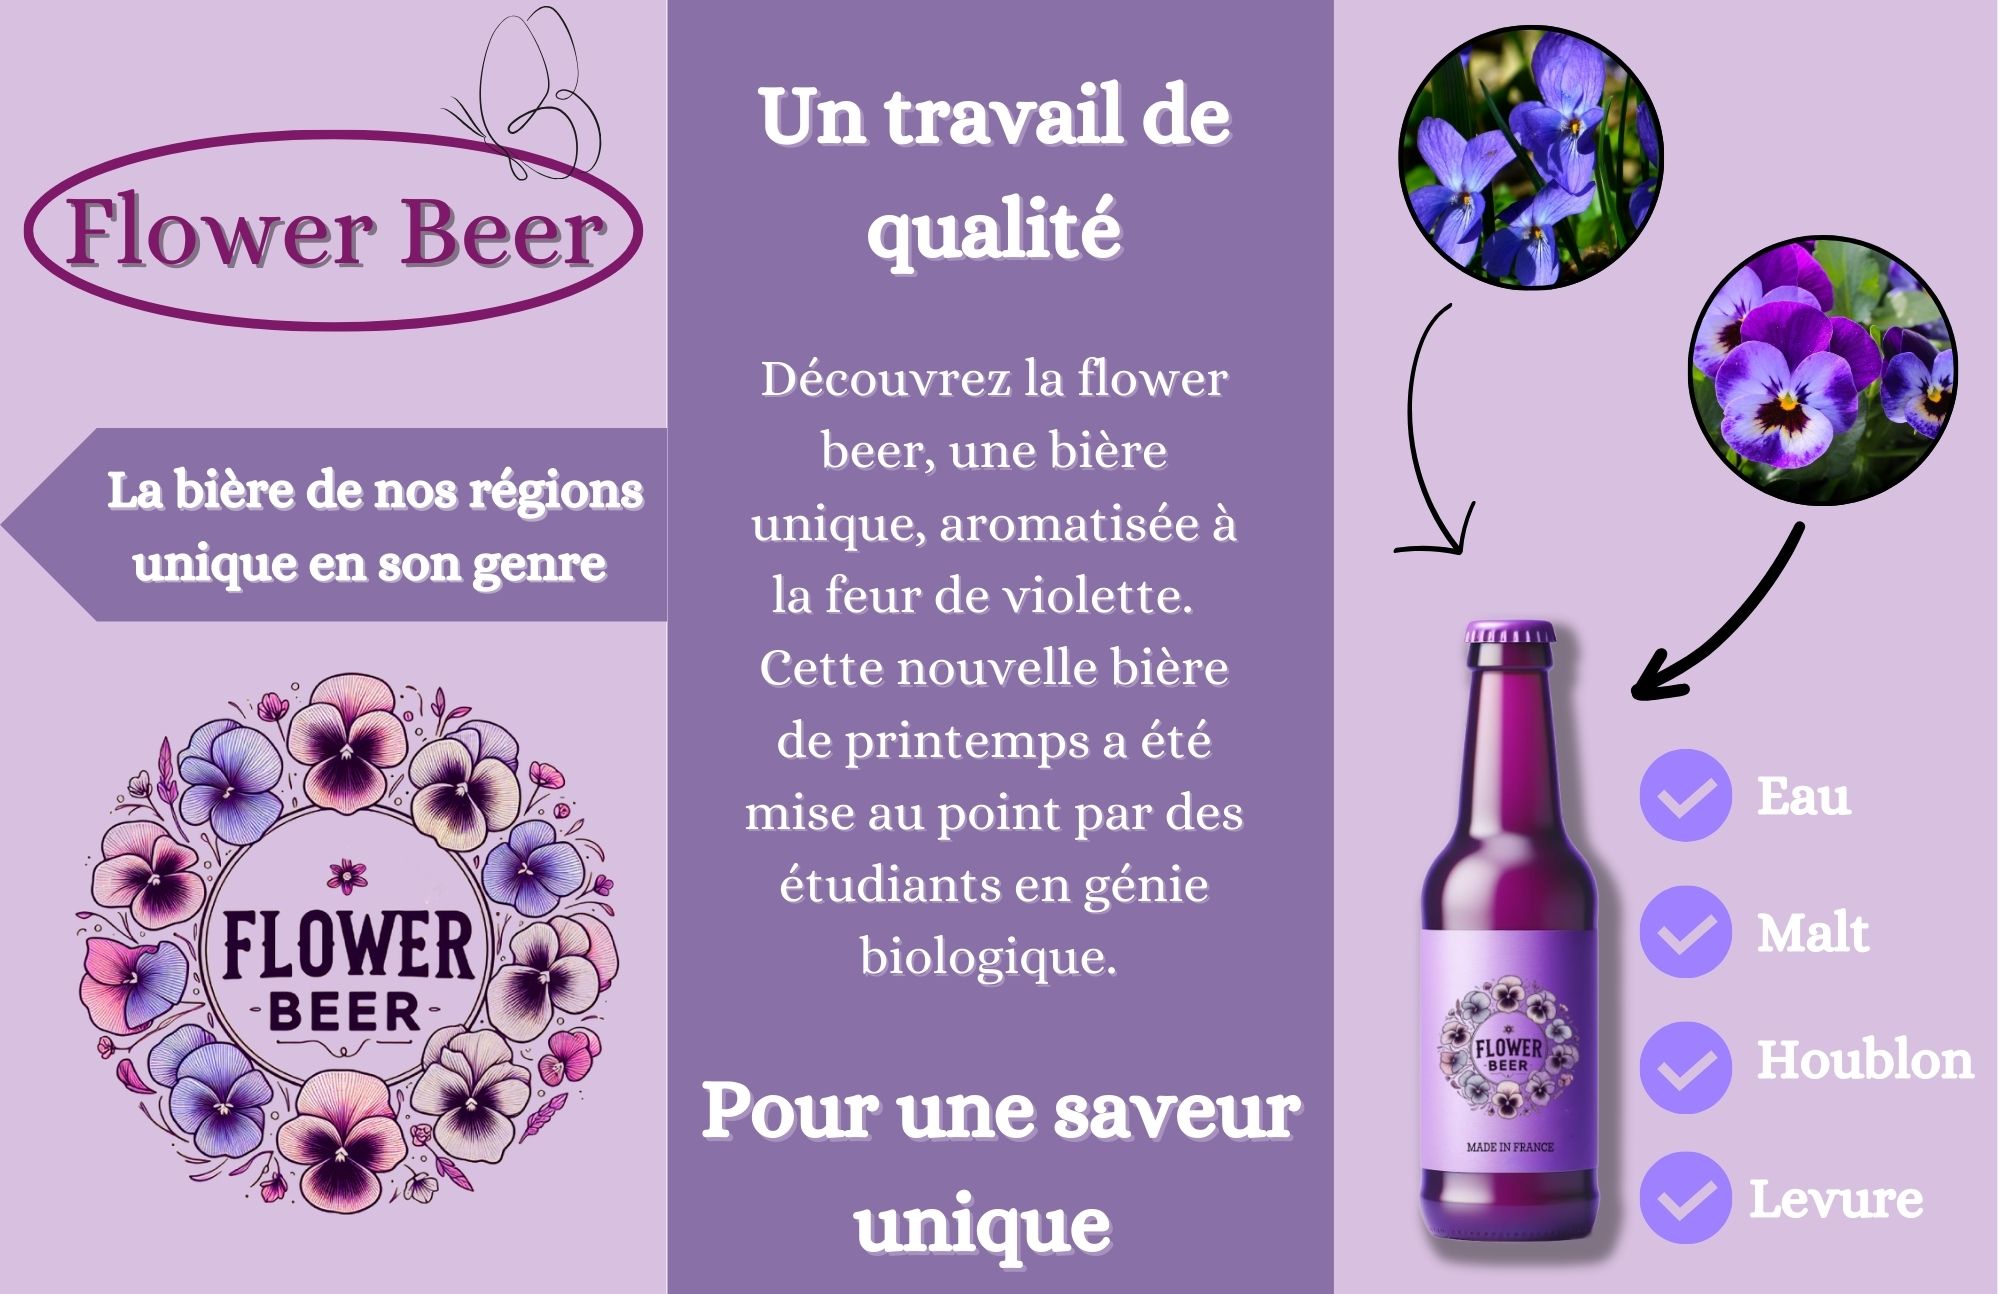 Flower Beer
La bière de nos régions
unique en son genre
FLOWER
- BEER -
Un travail de
qualité
Découvrez la flower
beer, une bière
unique, aromatisée à
la feur de violette.
Cette nouvelle bière
de printemps a été
mise au point par des
étudiants en génie
biologique.
Pour une saveur
unique
FLOWER
BEER
MADE IN FRANCE
Eau
Malt
Houblon
Levure